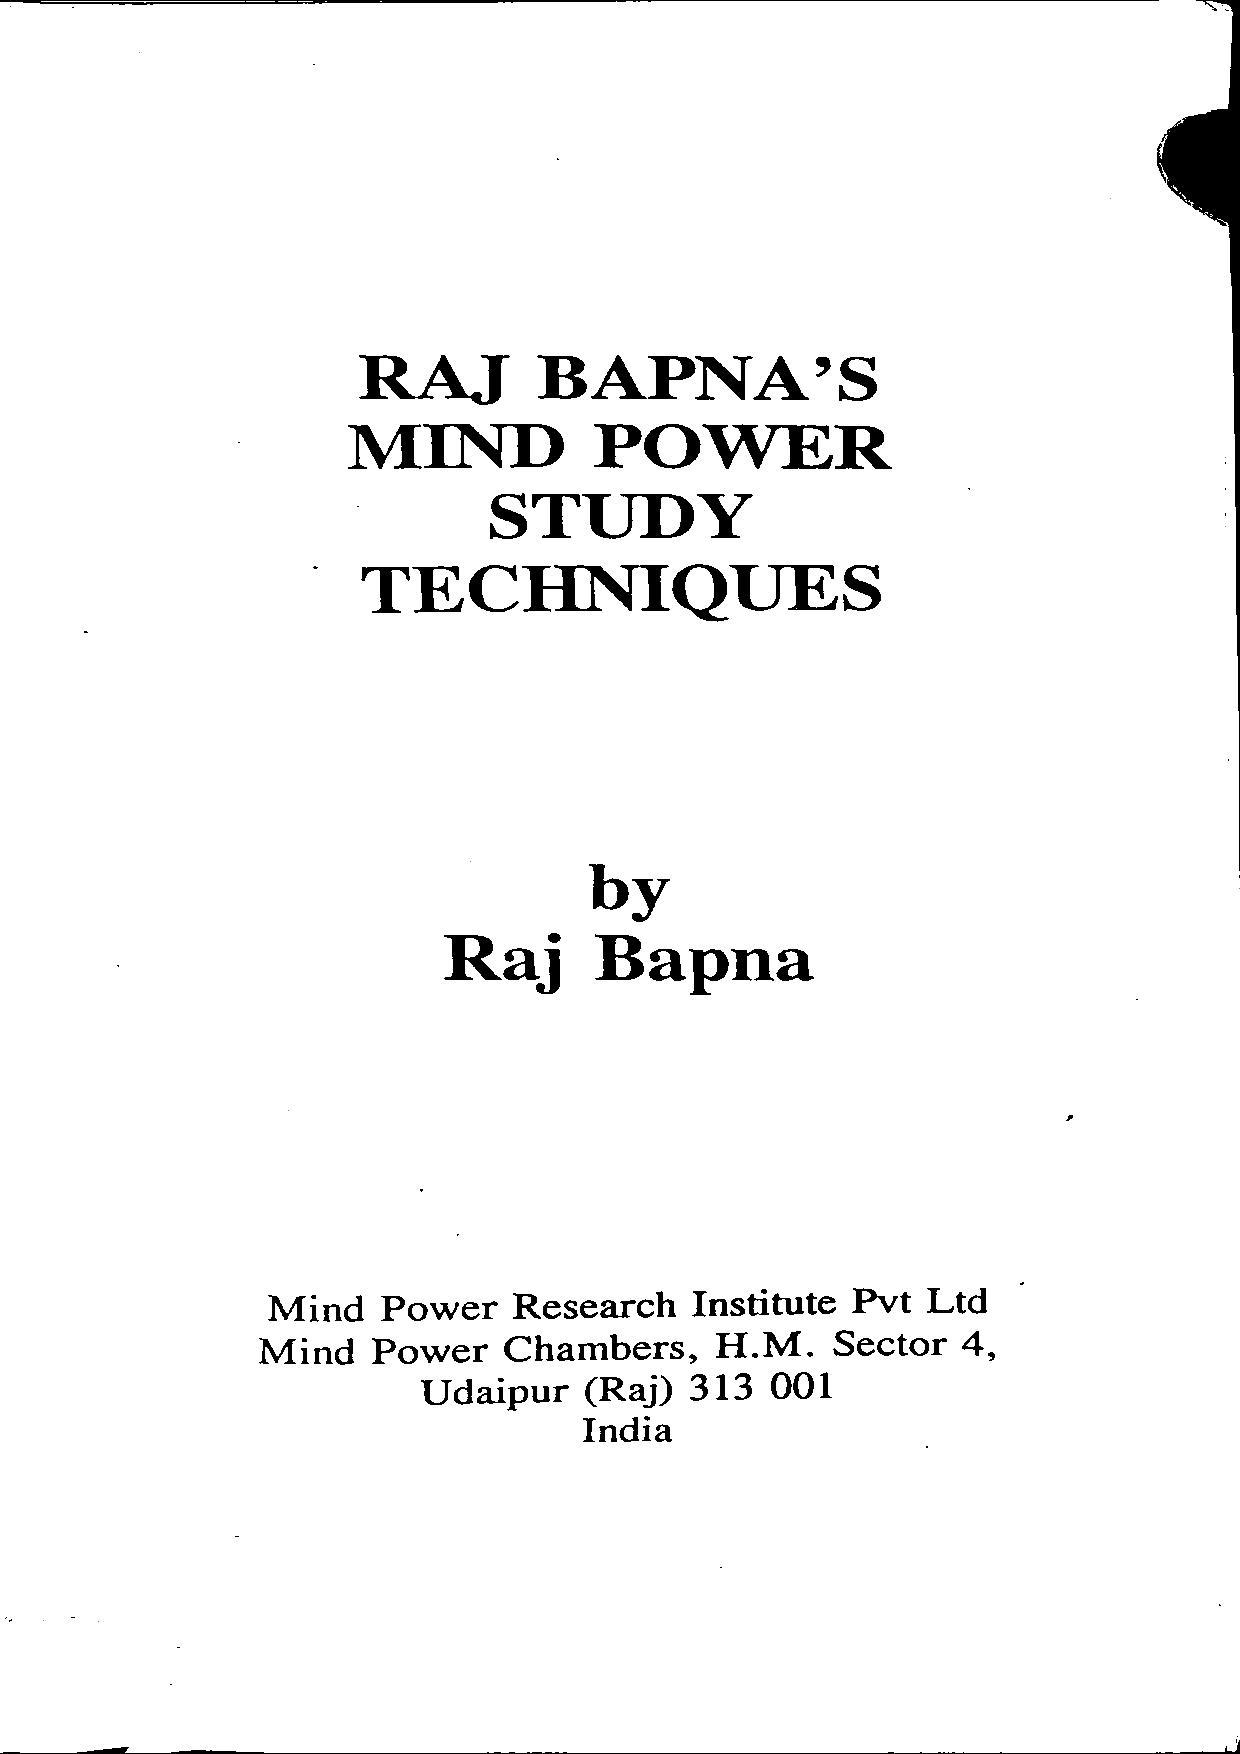 RAJ BAPNA'S
MIND POWER
STUDY
TECHNIQUES
by
Raj Bapna
Mind Power Research Institute Pvt Ltd
Mind Power Chambers, H.M. Sector 4,
Udaipur (Raj) 313 001
India